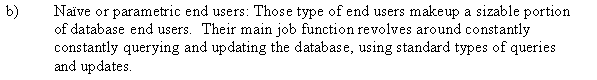 b) Naïve or parametric end users: Those type of end users makeup a sizable portion
of database end users. Their main job function revolves around constantly
constantly querying and updating the database, using standard types of queries
and updates.